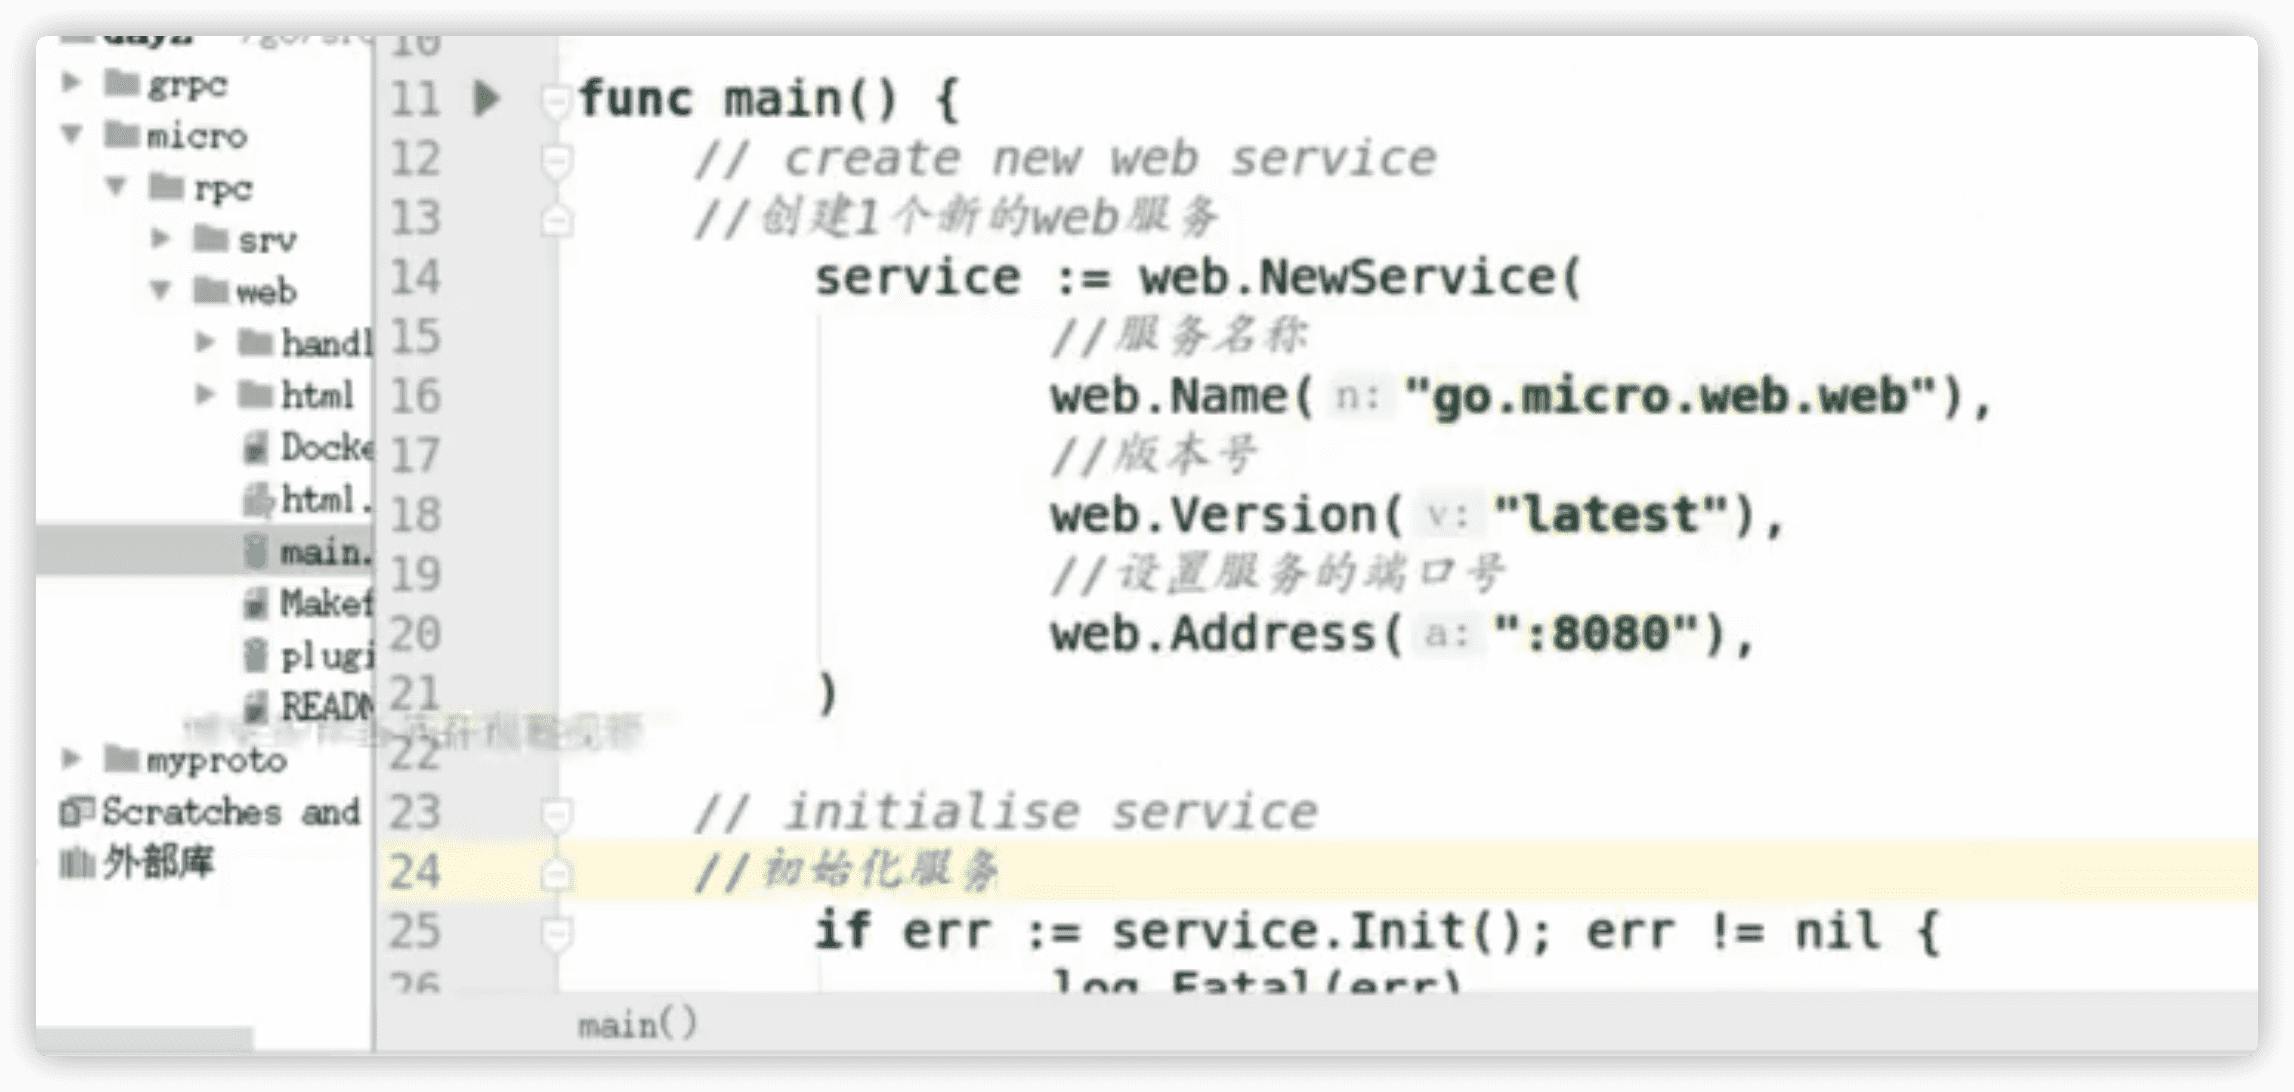 grpc
micro
rpc
srv
web
handl
html
Docke
html.
main.
Makef
plugi
READM
myproto
Scratches and
外部库
10
11 func main() {
12 // create new web service
13 //创建1个新的web服务
14 service := web.NewService(
15 //服务名称
16 web.Name( n: "go.micro.web.web"),
17 //版本号
18 web.Version( v: "latest"),
19 //设置服务的端口号
20 web.Address( a: ":8080"),
21 )
22
23 // initialise service
24 //初始化服务
25 if err := service.Init(); err != nil {
26 log.Fatal(err)
main()